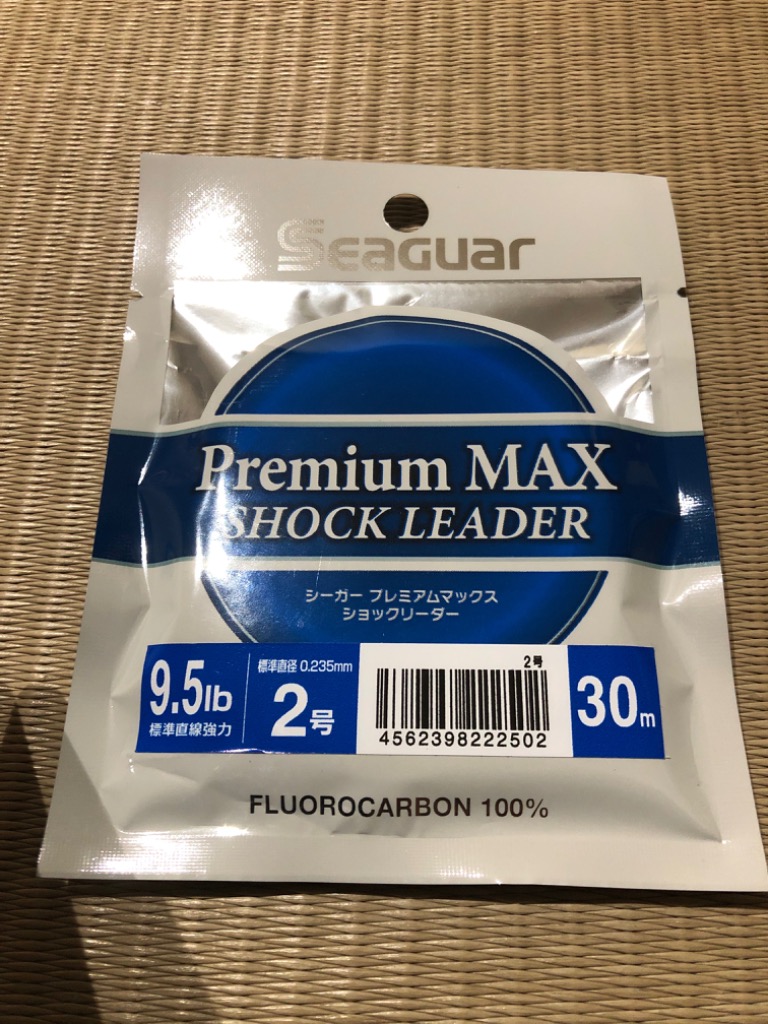 Seaguar
Premium MAX
SHOCK LEADER
シーガー プレミアムマックス
ショックリーダー
9.5lb
標準直線強力
標準直径 0.235mm
2号
2号
4562398222502
30m
FLUOROCARBON 100%